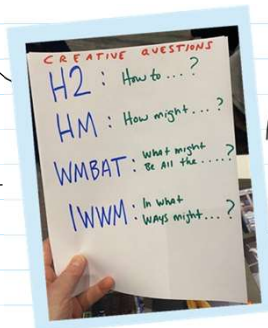 CREATIVE QUESTIONS
H2: How to...?
HM: How might...?
WMBAT: What might
Be All the.....?
IWWM: In what
WAYS might...?